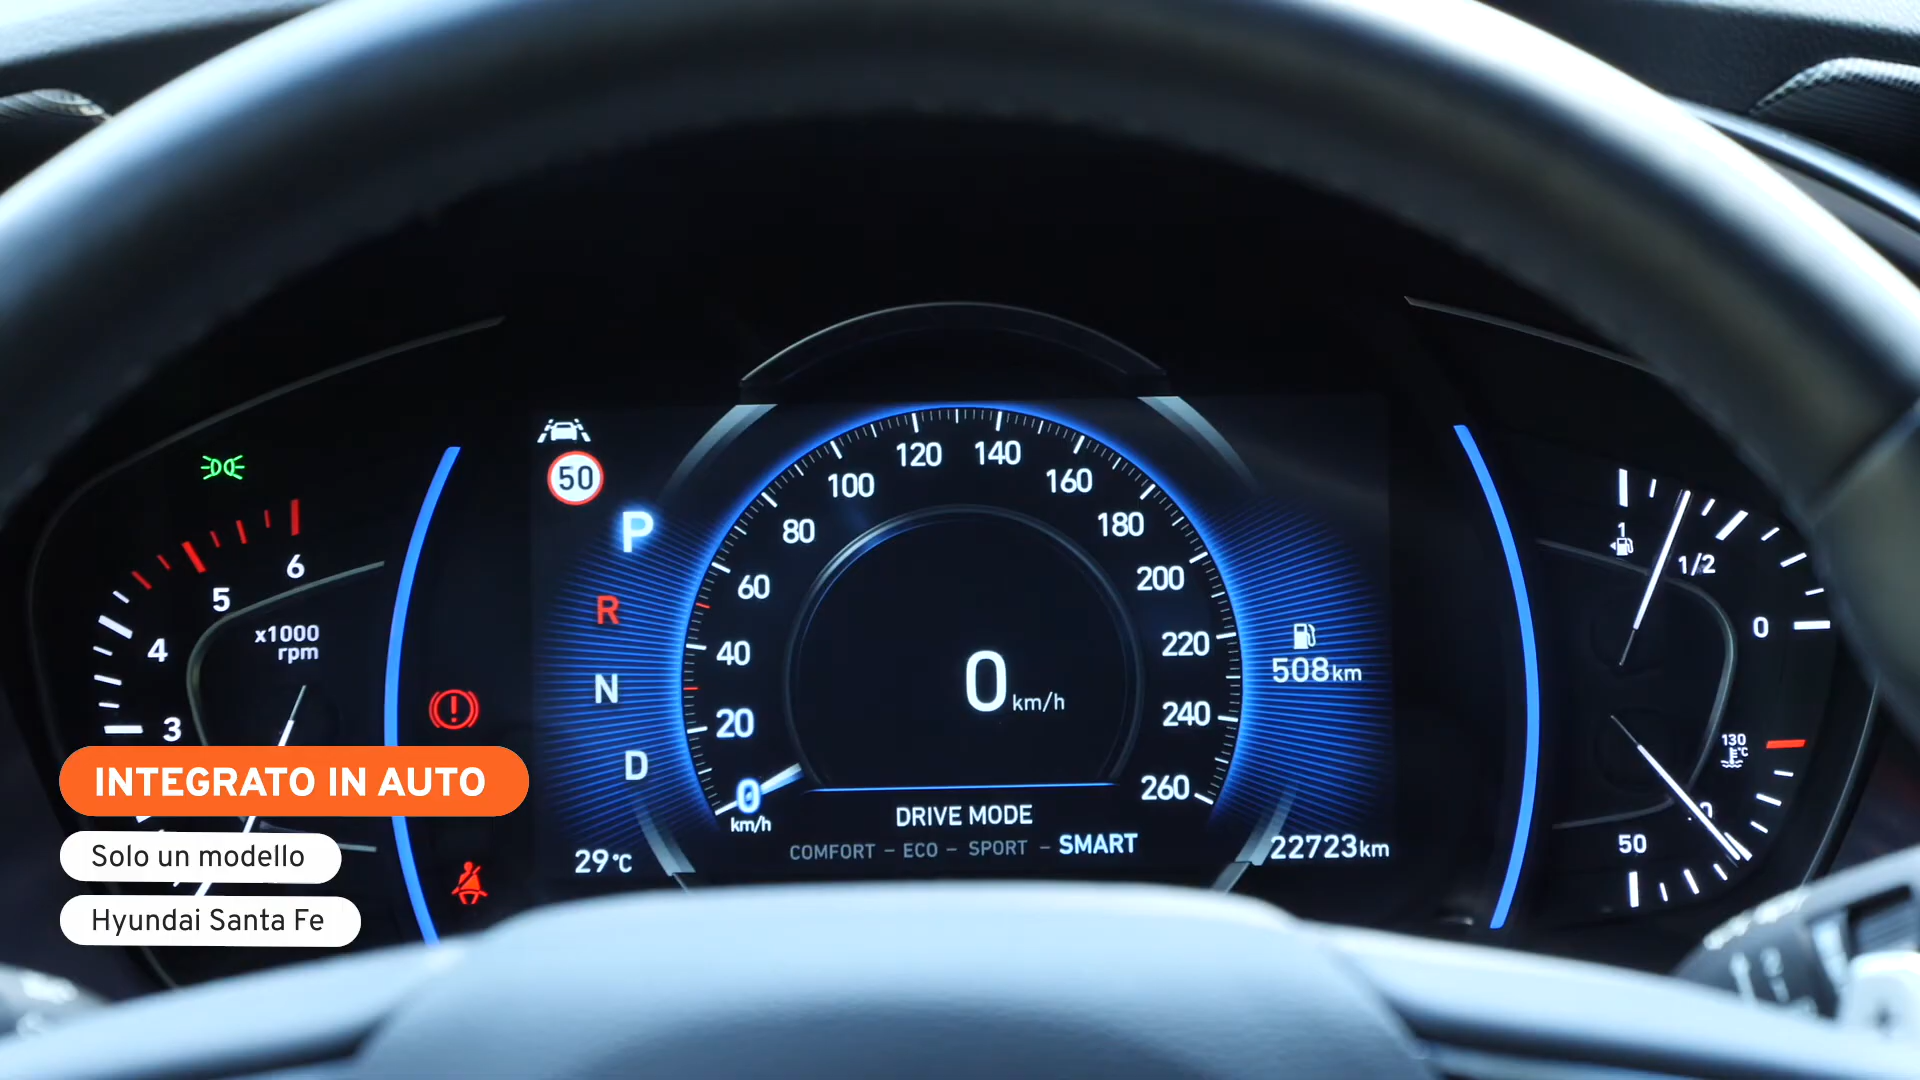 50
P
R
N
D
6
5
4
3
x1000
rpm
0
20
40
60
80
100
120
140
160
180
200
220
240
260
km/h
0 km/h
DRIVE MODE
COMFORT - ECO - SPORT - SMART
29°C
508km
22723km
1
1/2
0
130
°C
50
INTEGRATO IN AUTO
Solo un modello
Hyundai Santa Fe